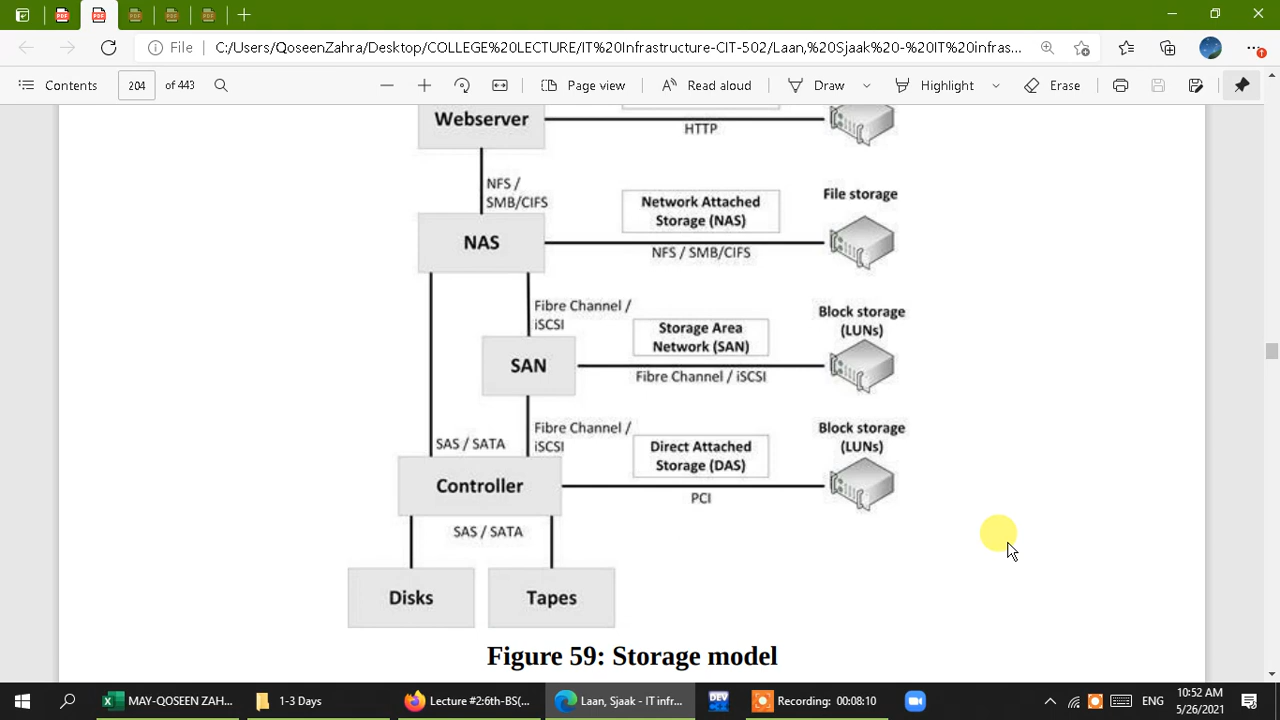 File
C:/Users/QoseenZahra/Desktop/COLLEGE%20LECTURE/IT%20Infrastructure-CIT-502/Laan,%20Sjaak%20-%20IT%20infras...
Contents
204
of 443
Page view
Read aloud
Draw
Highlight
Erase
Webserver
HTTP
NFS /
SMB/CIFS
File storage
Network Attached
Storage (NAS)
NAS
NFS / SMB/CIFS
Fibre Channel /
iSCSI
Block storage
(LUNs)
Storage Area
Network (SAN)
SAN
Fibre Channel / iSCSI
Fibre Channel /
iSCSI
Block storage
(LUNs)
SAS / SATA
Direct Attached
Storage (DAS)
Controller
PCI
SAS / SATA
Disks
Tapes
Figure 59: Storage model
MAY-QOSEEN ZAH...
1-3 Days
Lecture #2:6th-BS(...
Laan, Sjaak - IT infr...
DEV
Recording: 00:08:10
ENG
10:52 AM
5/26/2021